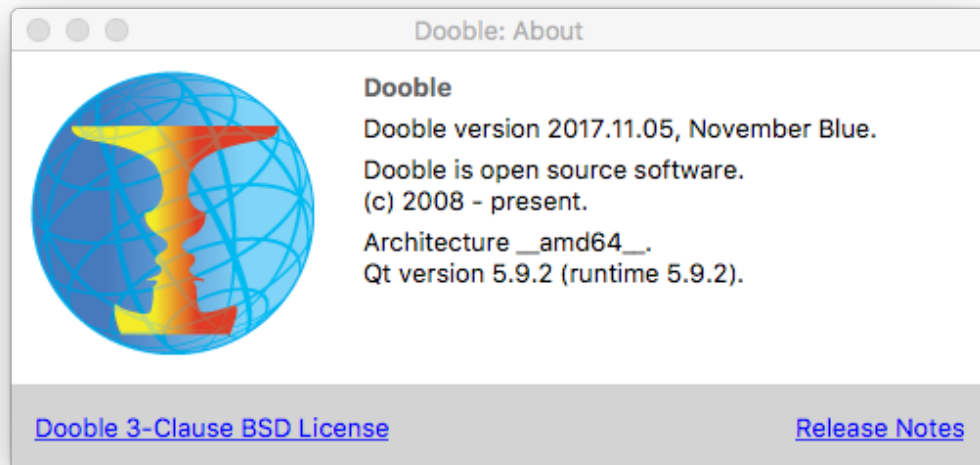 Dooble: About
Dooble
Dooble version 2017.11.05, November Blue.
Dooble is open source software.
(c) 2008 - present.
Architecture __amd64__.
Qt version 5.9.2 (runtime 5.9.2).
Dooble 3-Clause BSD License
Release Notes